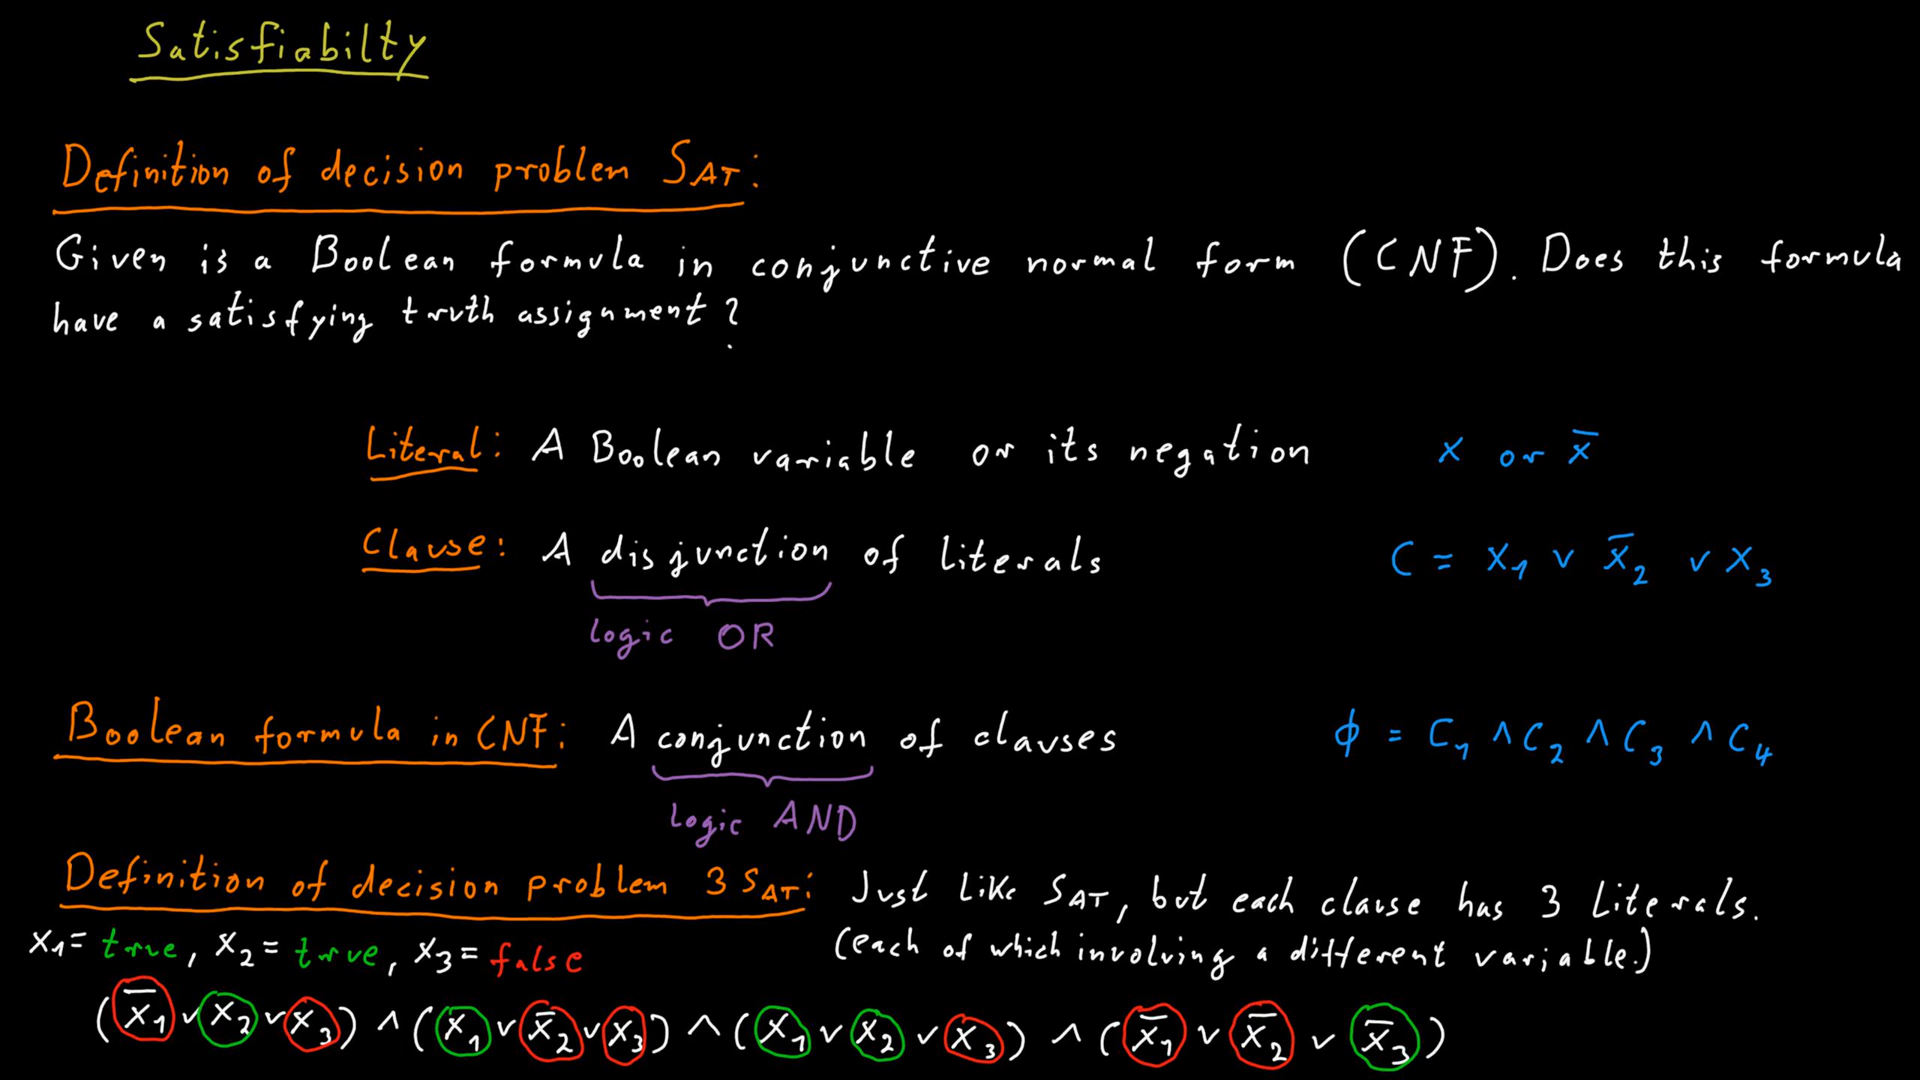 Satisfiabilty
Definition of decision problem SAT:
Given is a Boolean formula in conjunctive normal form (CNF). Does this formula
have a satisfying truth assignment?
Literal: A Boolean variable or its negation x or x̅
Clause: A disjunction of literals C = x₁ ∨ x̅₂ ∨ x₃
logic OR
Boolean formula in CNF: A conjunction of clauses ϕ = C₁ ∧ C₂ ∧ C₃ ∧ C₄
logic AND
Definition of decision problem 3SAT: Just like SAT, but each clause has 3 literals.
(each of which involving a different variable.)
x₁ = true, x₂ = true, x₃ = false
(x̅₁ ∨ x₂ ∨ x₃) ∧ (x₁ ∨ x̅₂ ∨ x₃) ∧ (x₁ ∨ x₂ ∨ x₃) ∧ (x̅₁ ∨ x̅₂ ∨ x̅₃)